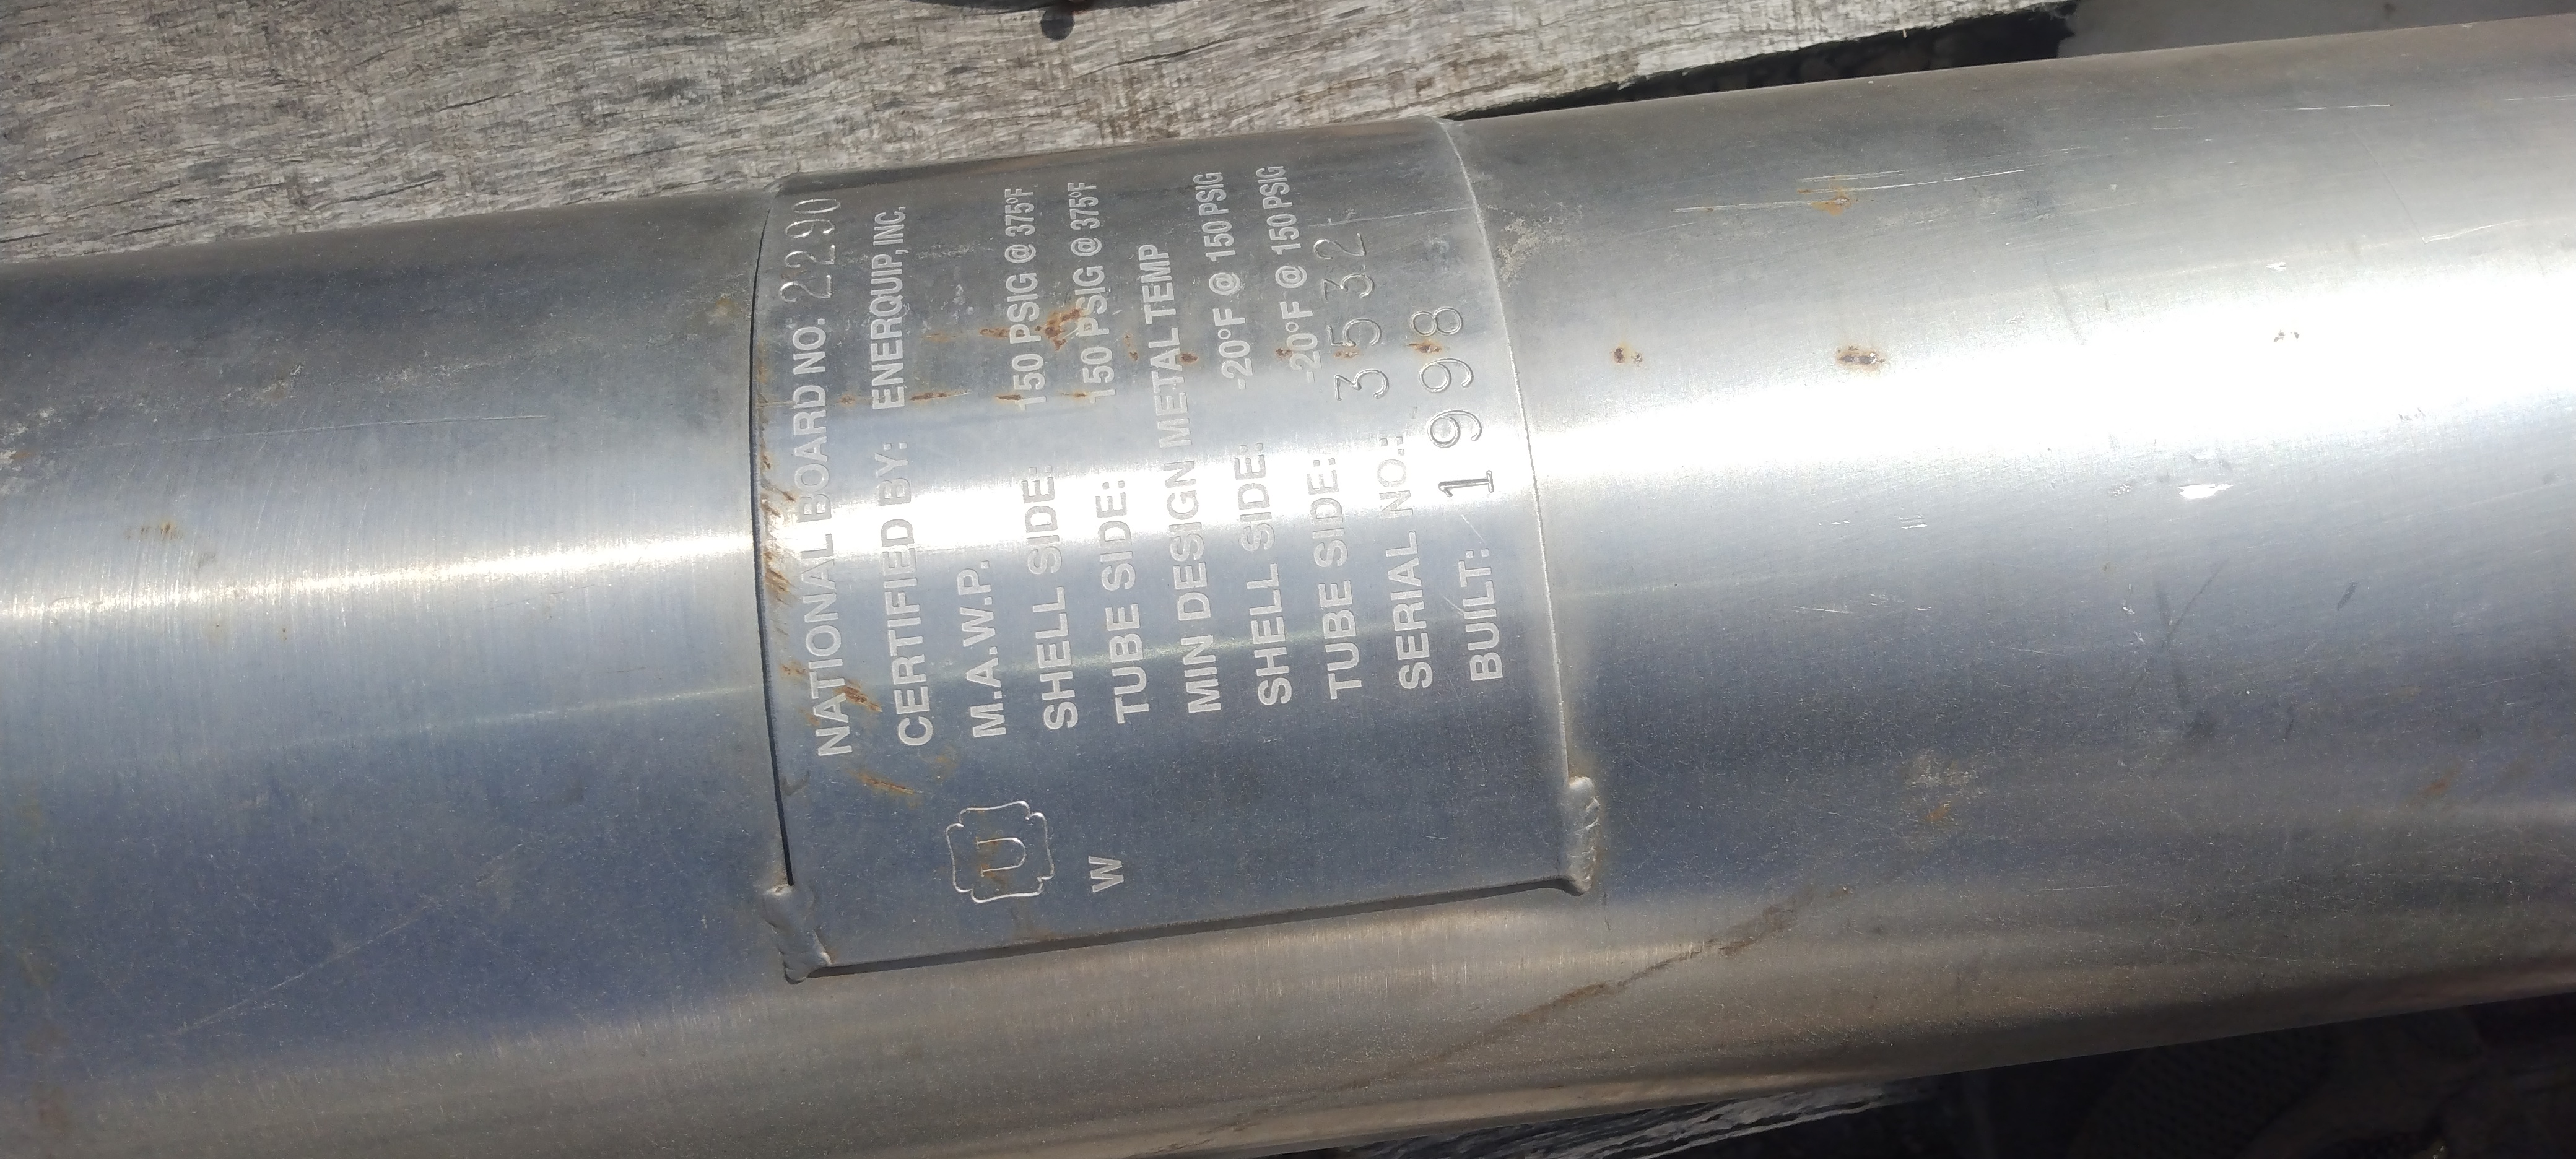 NATIONAL BOARD NO. 2290
CERTIFIED BY: ENERQUIP, INC.
M.A.W.P.
SHELL SIDE: 150 PSIG @ 375°F
TUBE SIDE: 150 PSIG @ 375°F
MIN DESIGN METAL TEMP
SHELL SIDE: -20°F @ 150 PSIG
TUBE SIDE: -20°F @ 150 PSIG
SERIAL NO.: 3532
BUILT: 1998
U
W